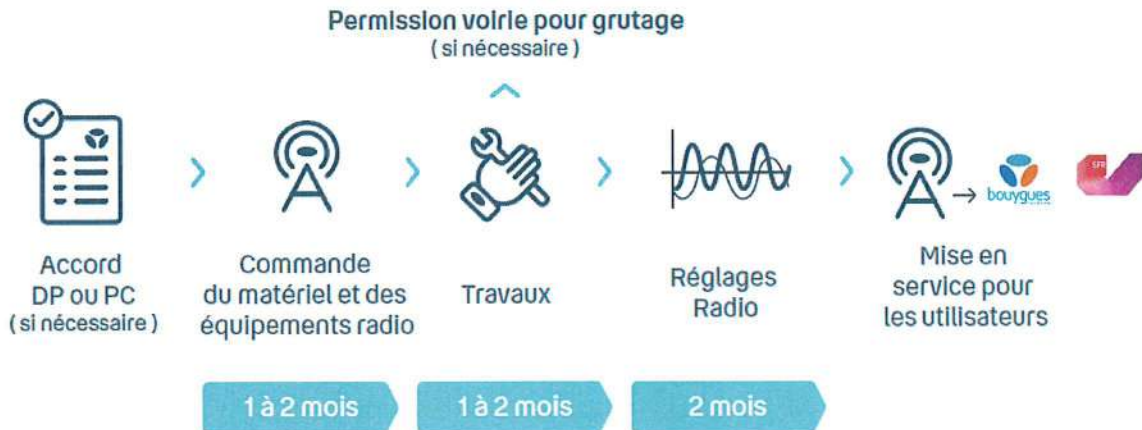 Permission voirie pour grutage
( si nécessaire )
SFR
bouygues
Accord
DP ou PC
( si nécessaire )
Commande
du matériel et des
équipements radio
Travaux
Réglages
Radio
Mise en
service pour
les utilisateurs
1 à 2 mois
1 à 2 mois
2 mois